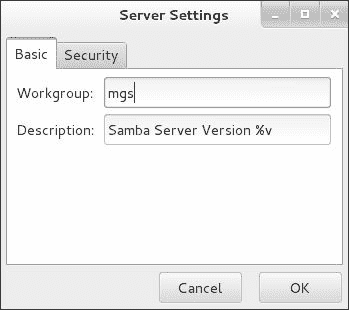 Server Settings
Basic Security
Workgroup: mgs
Description: Samba Server Version %v
Cancel OK